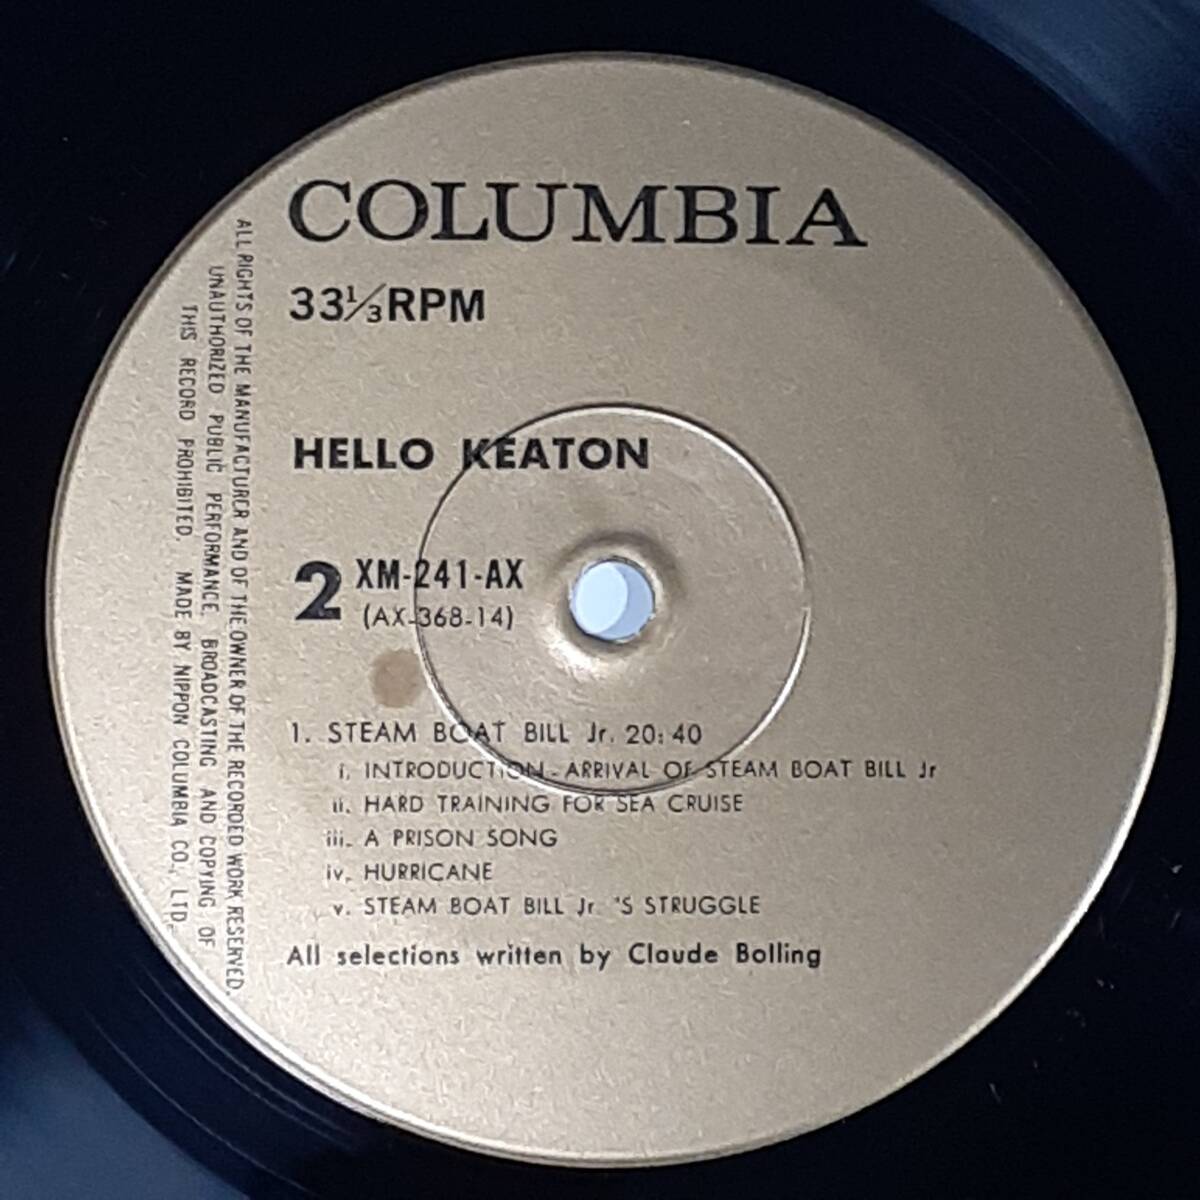 COLUMBIA
33 1/3 RPM
HELLO KEATON
2 XM-241-AX
(AX-368-14)
1. STEAM BOAT BILL Jr. 20:40
i. INTRODUCTION - ARRIVAL OF STEAM BOAT BILL Jr
ii. HARD TRAINING FOR SEA CRUISE
iii. A PRISON SONG
iv. HURRICANE
v. STEAM BOAT BILL Jr. 'S STRUGGLE
All selections written by Claude Bolling
ALL RIGHTS OF THE MANUFACTURER AND OF THE OWNER OF THE RECORDED WORK RESERVED.
UNAUTHORIZED PUBLIC PERFORMANCE, BROADCASTING AND COPYING OF
THIS RECORD PROHIBITED. MADE BY NIPPON COLUMBIA CO., LTD.